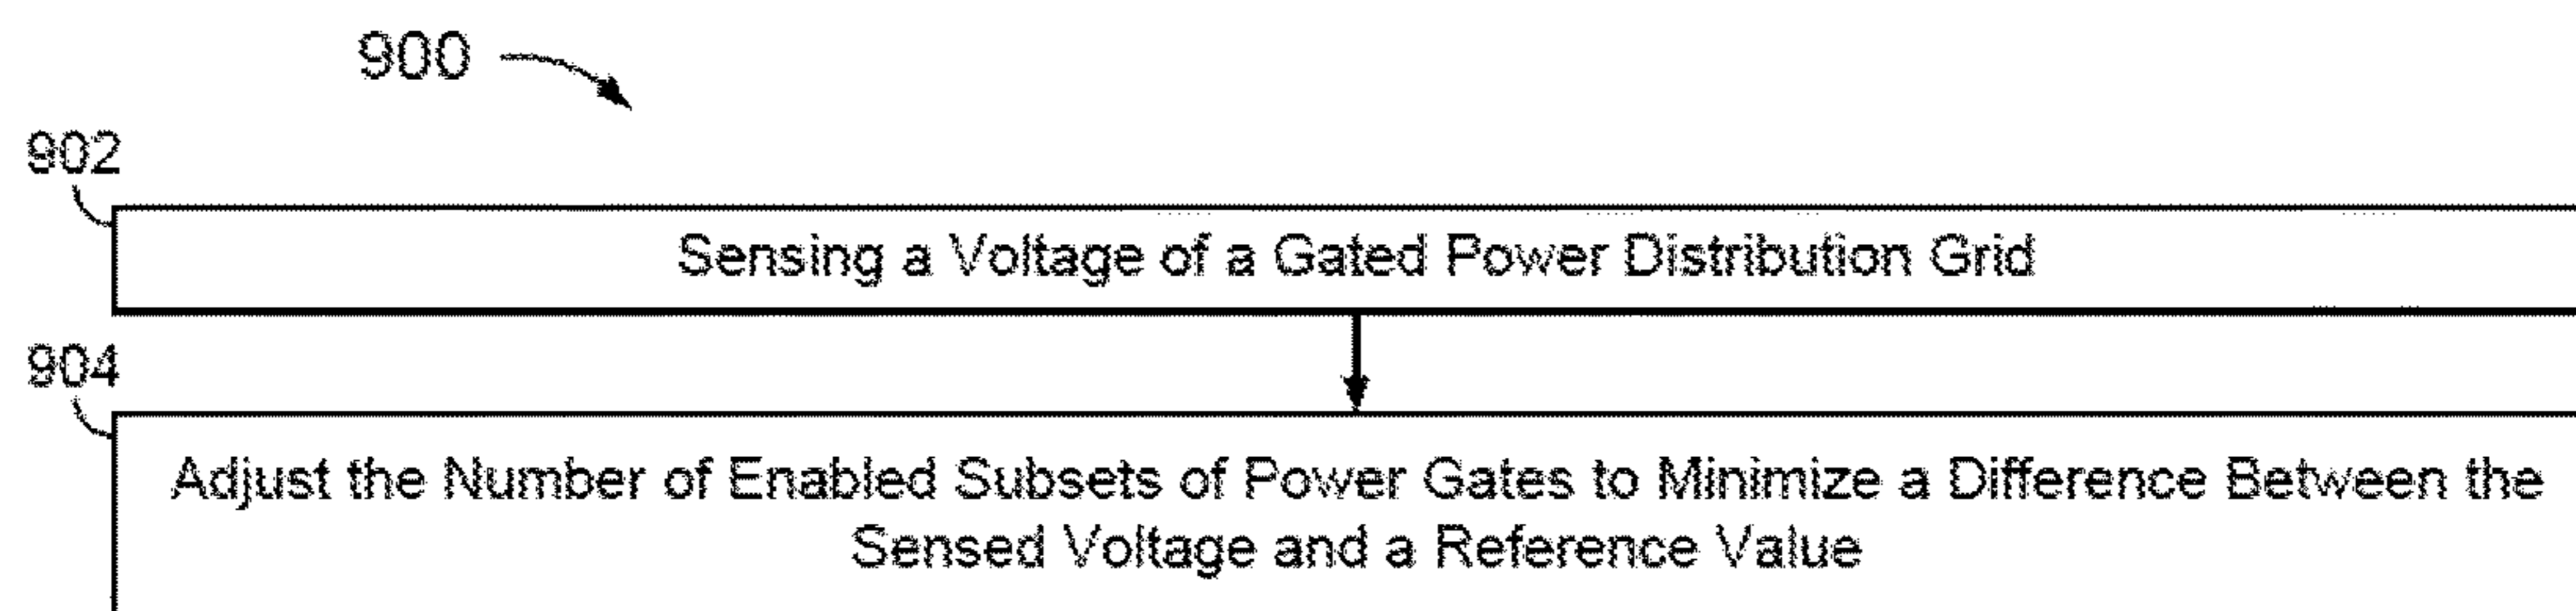 900
902
Sensing a Voltage of a Gated Power Distribution Grid
904
Adjust the Number of Enabled Subsets of Power Gates to Minimize a Difference Between the
Sensed Voltage and a Reference Value